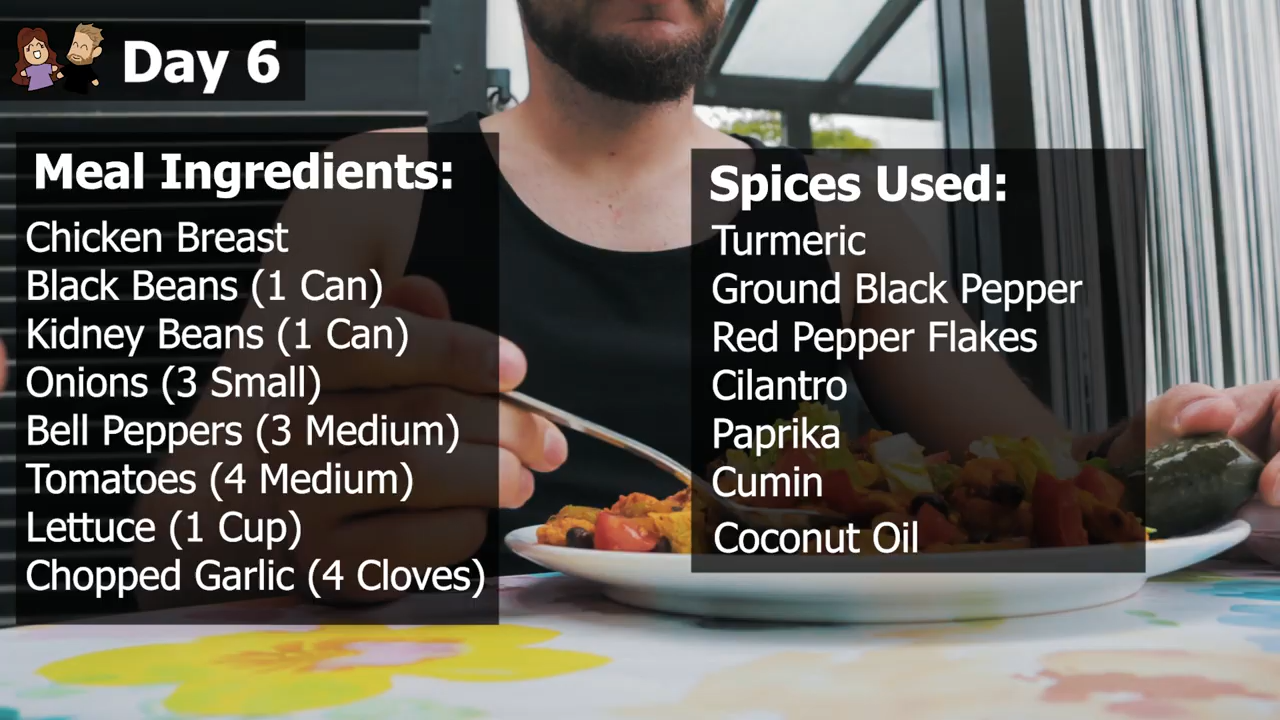 Day 6
Meal Ingredients:
Chicken Breast
Black Beans (1 Can)
Kidney Beans (1 Can)
Onions (3 Small)
Bell Peppers (3 Medium)
Tomatoes (4 Medium)
Lettuce (1 Cup)
Chopped Garlic (4 Cloves)
Spices Used:
Turmeric
Ground Black Pepper
Red Pepper Flakes
Cilantro
Paprika
Cumin
Coconut Oil